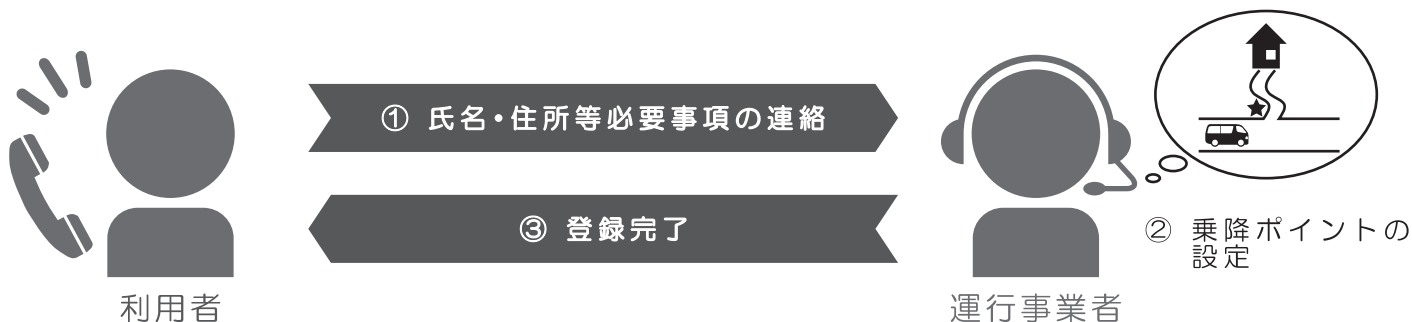 ① 氏名・住所等必要事項の連絡
③ 登録完了
② 乗降ポイントの
設定
利用者
運行事業者